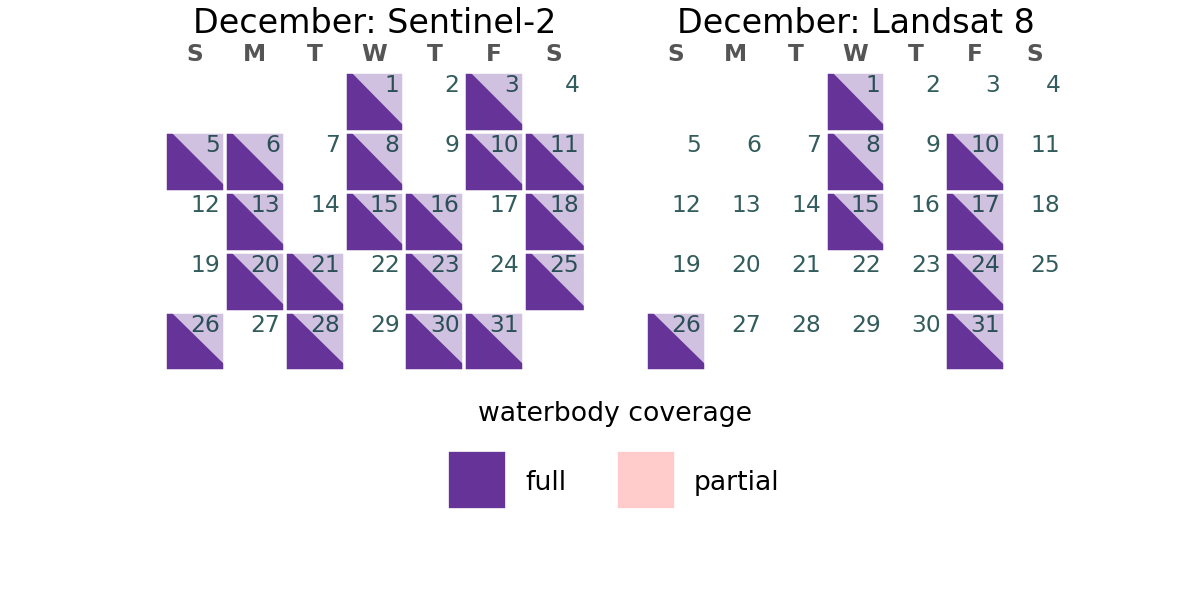 December: Sentinel-2
S M T W T F S
1 2 3 4
5 6 7 8 9 10 11
12 13 14 15 16 17 18
19 20 21 22 23 24 25
26 27 28 29 30 31
December: Landsat 8
S M T W T F S
1 2 3 4
5 6 7 8 9 10 11
12 13 14 15 16 17 18
19 20 21 22 23 24 25
26 27 28 29 30 31
waterbody coverage
full partial